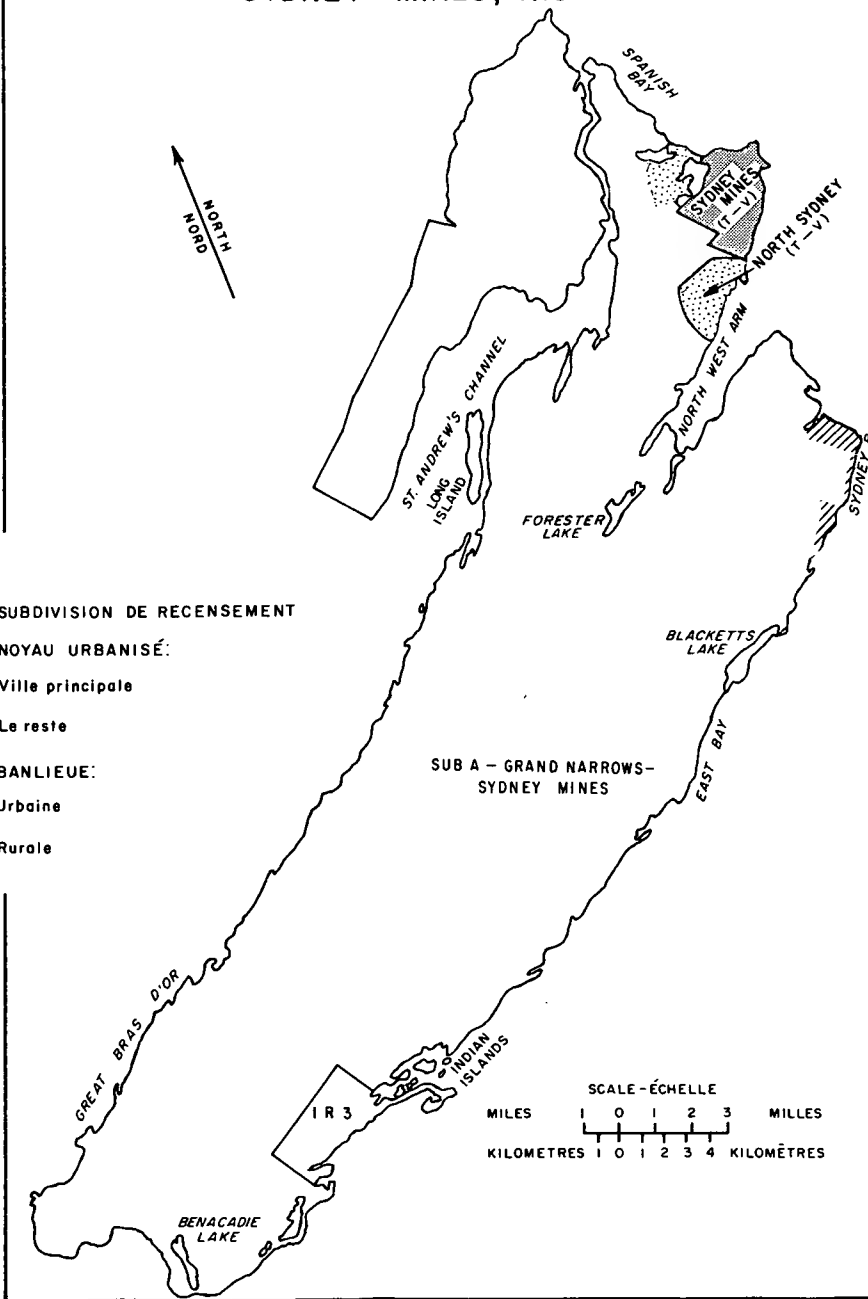 SPANISH
BAY
NORTH
NORD
SYDNEY
MINES
(T – V)
NORTH SYDNEY
(T – V)
NORTH WEST ARM
ST. ANDREW'S CHANNEL
LONG
ISLAND
FORESTER
LAKE
SYDNEY
SUBDIVISION DE RECENSEMENT
NOYAU URBANISÉ:
Ville principale
Le reste
BANLIEUE:
Urbaine
Rurale
BLACKETTS
LAKE
SUB A – GRAND NARROWS–
SYDNEY MINES
EAST BAY
GREAT BRAS D'OR
INDIAN
ISLANDS
I R 3
SCALE-ÉCHELLE
MILES 1 0 1 2 3 MILLES
KILOMETRES 1 0 1 2 3 4 KILOMÈTRES
BENACADIE
LAKE